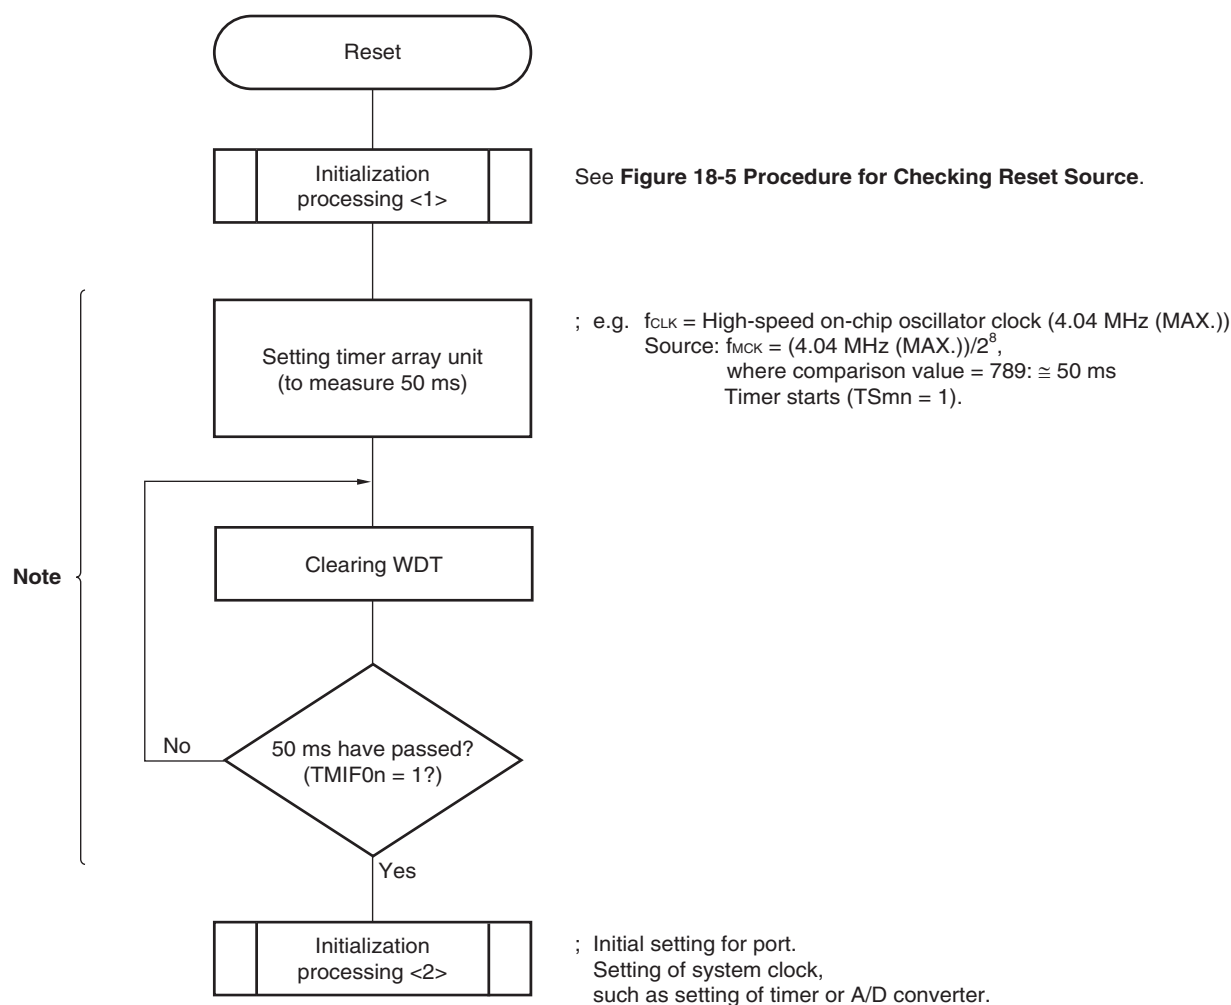 Reset
Initialization
processing <1>
See Figure 18-5 Procedure for Checking Reset Source.
Setting timer array unit
(to measure 50 ms)
; e.g. fCLK = High-speed on-chip oscillator clock (4.04 MHz (MAX.))
Source: fMCK = (4.04 MHz (MAX.))/2⁸,
where comparison value = 789: ≅ 50 ms
Timer starts (TSmn = 1).
Note
Clearing WDT
No
50 ms have passed?
(TMIF0n = 1?)
Yes
Initialization
processing <2>
; Initial setting for port.
Setting of system clock,
such as setting of timer or A/D converter.